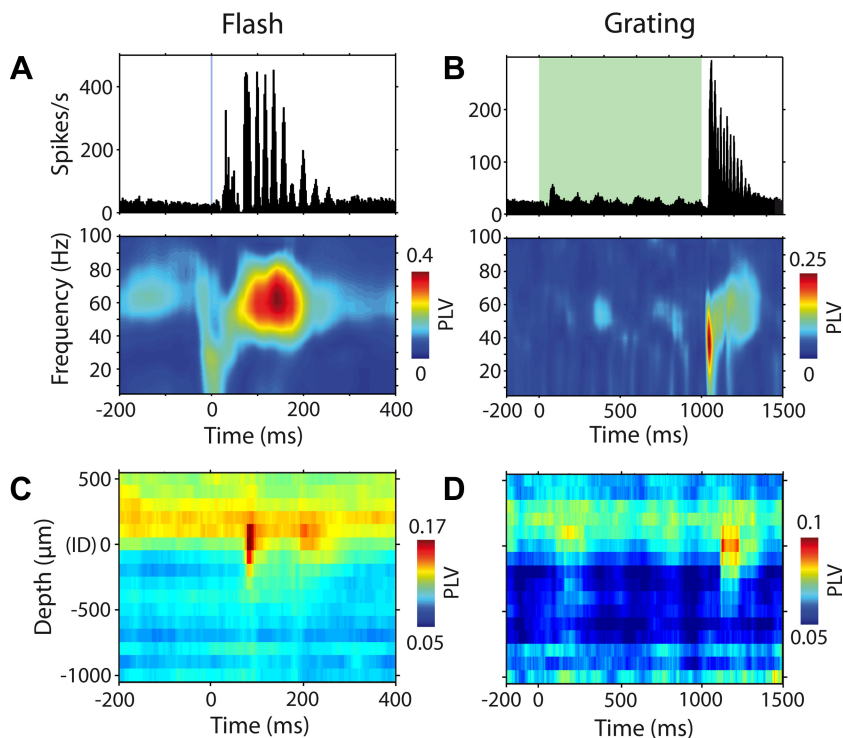 Flash
Grating
A
B
Spikes/s
400
200
0
200
100
0
Frequency (Hz)
100
80
60
40
20
0.4
PLV
0
100
80
60
40
20
0.25
PLV
0
-200 0 200 400
Time (ms)
-200 0 500 1000 1500
Time (ms)
C
D
Depth (µm)
500
(ID) 0
-500
-1000
0.17
PLV
0.05
0.1
PLV
0.05
-200 0 200 400
Time (ms)
-200 0 500 1000 1500
Time (ms)